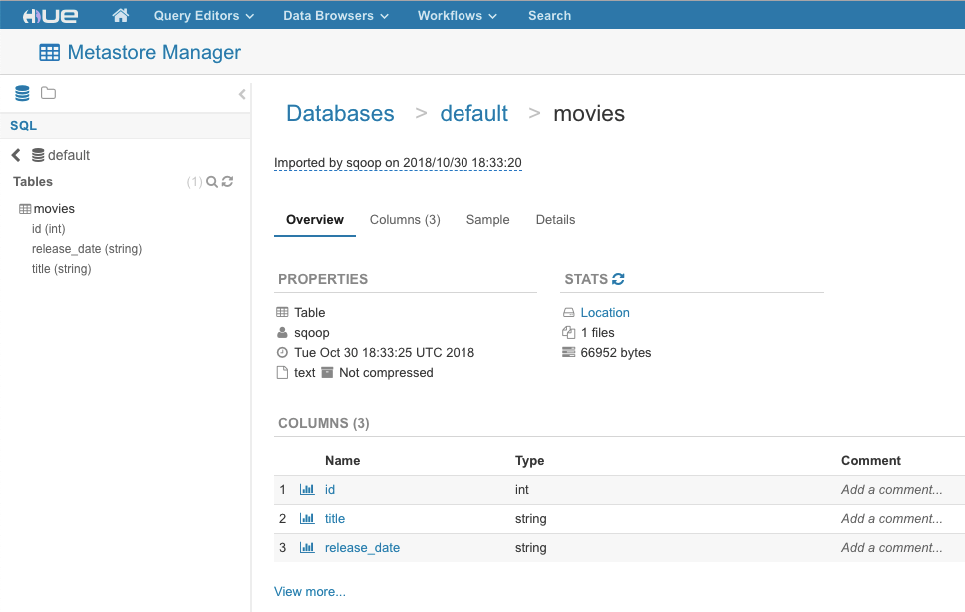 HUE Query Editors Data Browsers Workflows Search
Metastore Manager
SQL
default
Tables (1)
movies
id (int)
release_date (string)
title (string)
Databases > default > movies
Imported by sqoop on 2018/10/30 18:33:20
Overview Columns (3) Sample Details
PROPERTIES
Table
sqoop
Tue Oct 30 18:33:25 UTC 2018
text Not compressed
STATS
Location
1 files
66952 bytes
COLUMNS (3)
Name Type Comment
1 id int Add a comment...
2 title string Add a comment...
3 release_date string Add a comment...
View more...